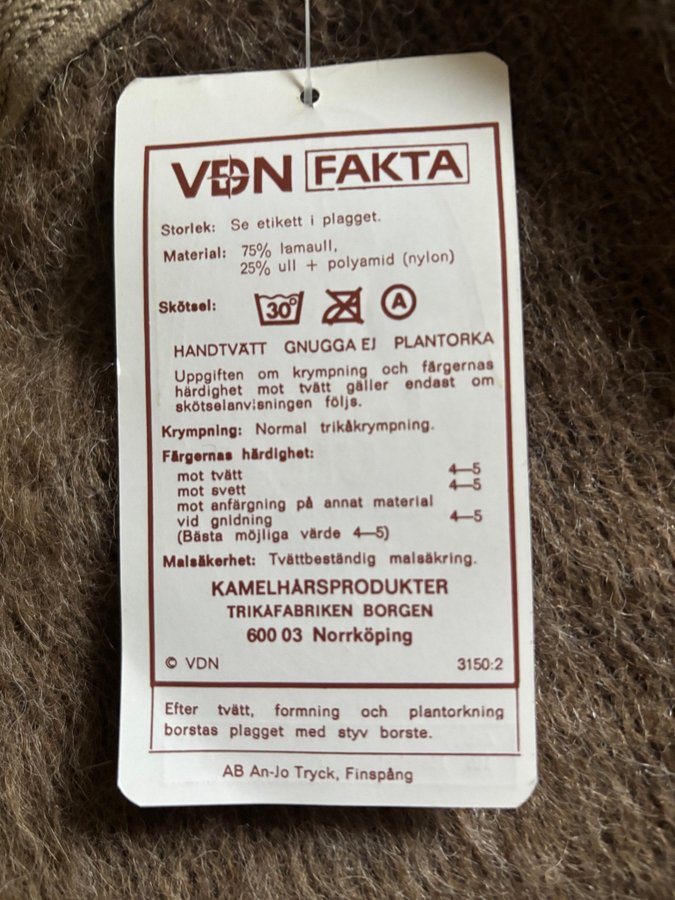 VDN FAKTA
Storlek: Se etikett i plagget.
Material: 75% lamaull,
25% ull + polyamid (nylon)
Skötsel: 30° A
HANDTVÄTT GNUGGA EJ PLANTORKA
Uppgiften om krympning och färgernas
härdighet mot tvätt gäller endast om
skötselanvisningen följs.
Krympning: Normal trikåkrympning.
Färgernas härdighet:
mot tvätt 4—5
mot svett 4—5
mot anfärgning på annat material
vid gnidning 4—5
(Bästa möjliga värde 4—5)
Malsäkerhet: Tvättbeständig malsäkring.
KAMELHÅRSPRODUKTER
TRIKÅFABRIKEN BORGEN
600 03 Norrköping
© VDN 3150:2
Efter tvätt, formning och plantorkning
borstas plagget med styv borste.
AB An-Jo Tryck, Finspång